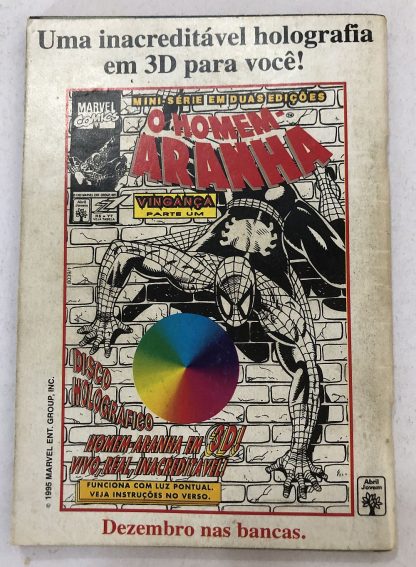 Uma inacreditável holografia
em 3D para você!
MINI-SÉRIE EM DUAS EDIÇÕES
MARVEL
COMICS
O HOMEM-
ARANHA
Abril
Jovem
VINGANÇA
PARTE UM
DISCO
HOLOGRÁFICO
HOMEM-ARANHA EM 3D!
VIVO, REAL, INACREDITÁVEL!
FUNCIONA COM LUZ PONTUAL.
VEJA INSTRUÇÕES NO VERSO.
© 1995 MARVEL ENT. GROUP, INC.
Abril
Jovem
Dezembro nas bancas.